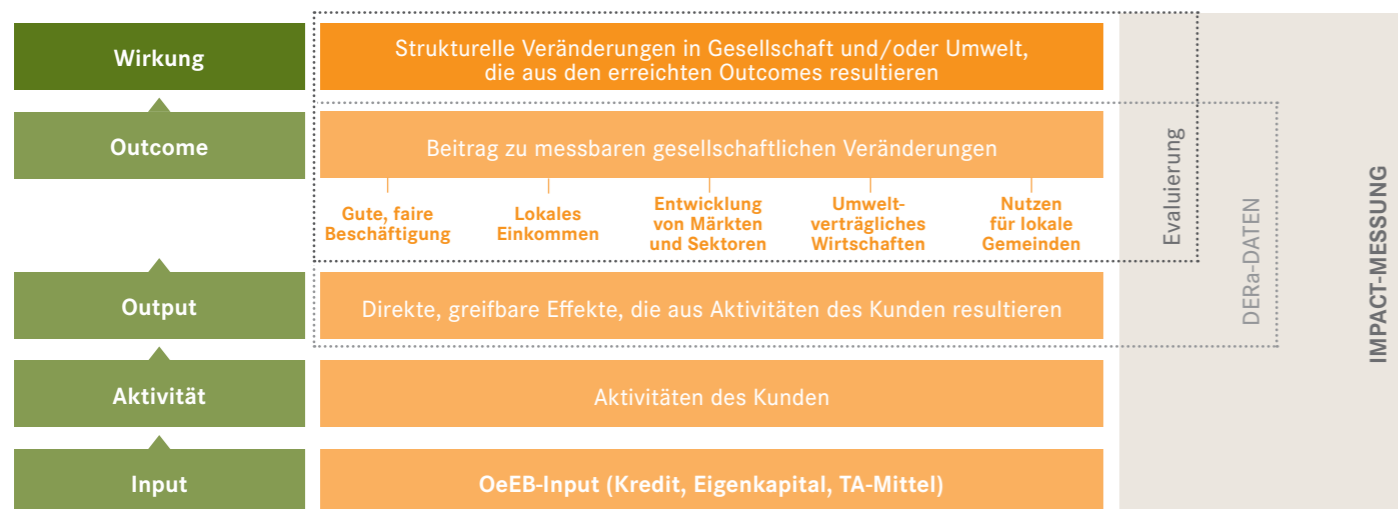 Wirkung
Strukturelle Veränderungen in Gesellschaft und/oder Umwelt,
die aus den erreichten Outcomes resultieren
Outcome
Beitrag zu messbaren gesellschaftlichen Veränderungen
Gute, faire
Beschäftigung
Lokales
Einkommen
Entwicklung
von Märkten
und Sektoren
Umwelt-
verträgliches
Wirtschaften
Nutzen
für lokale
Gemeinden
Output
Direkte, greifbare Effekte, die aus Aktivitäten des Kunden resultieren
Aktivität
Aktivitäten des Kunden
Input
OeEB-Input (Kredit, Eigenkapital, TA-Mittel)
Evaluierung
DERa-DATEN
IMPACT-MESSUNG